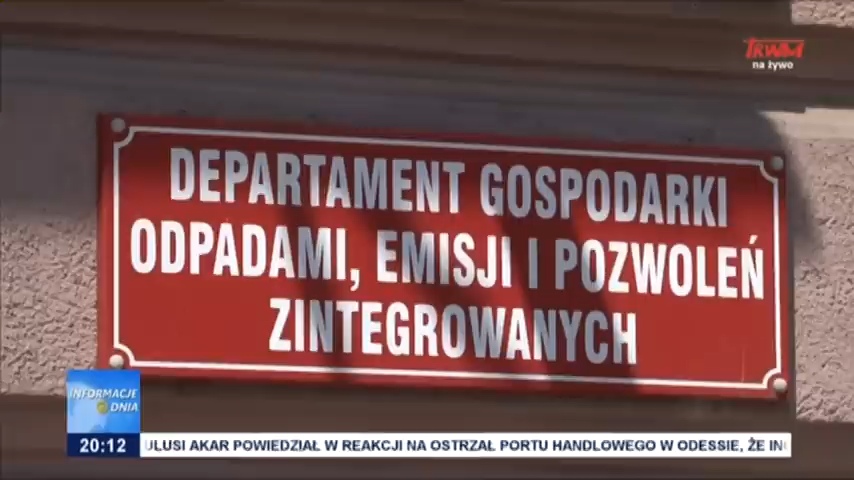 TRWAM
na żywo
DEPARTAMENT GOSPODARKI
ODPADAMI, EMISJI I POZWOLEŃ
ZINTEGROWANYCH
INFORMACJE
DNIA
20:12
ULUSI AKAR POWIEDZIAŁ W REAKCJI NA OSTRZAŁ PORTU HANDLOWEGO W ODESSIE, ŻE